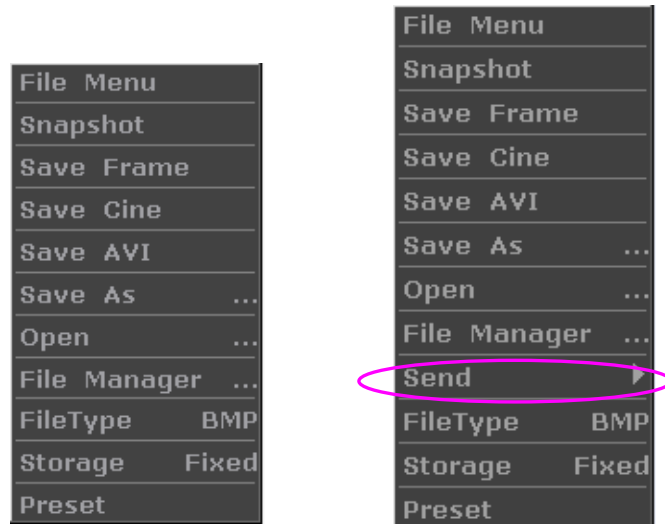 File Menu
Snapshot
Save Frame
Save Cine
Save AVI
Save As ...
Open ...
File Manager ...
FileType BMP
Storage Fixed
Preset
File Menu
Snapshot
Save Frame
Save Cine
Save AVI
Save As ...
Open ...
File Manager ...
Send
FileType BMP
Storage Fixed
Preset